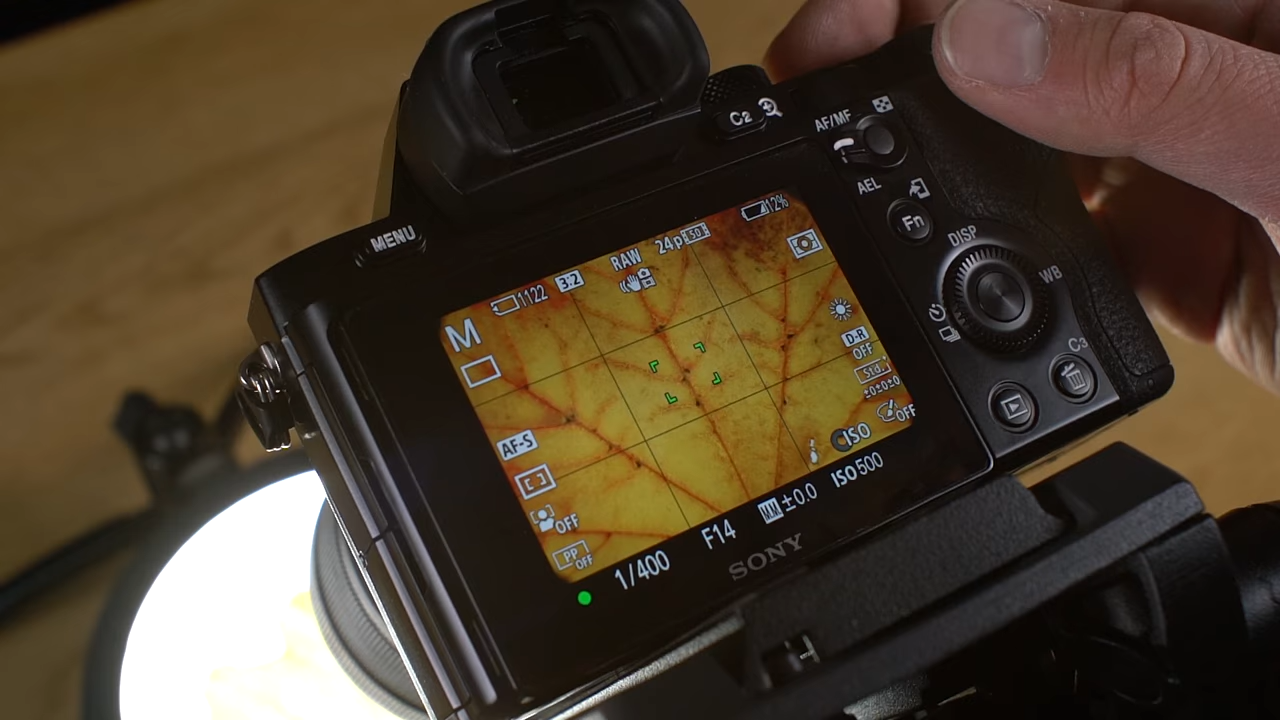 C2
AF/MF
AEL
Fn
DISP
WB
C3
MENU
1122
3:2
RAW
24p
50
12%
M
AF-S
OFF
PP OFF
D-R
OFF
Std.
±0±0±0
OFF
ISO
1/400
F14
M.M. ±0.0
ISO 500
SONY